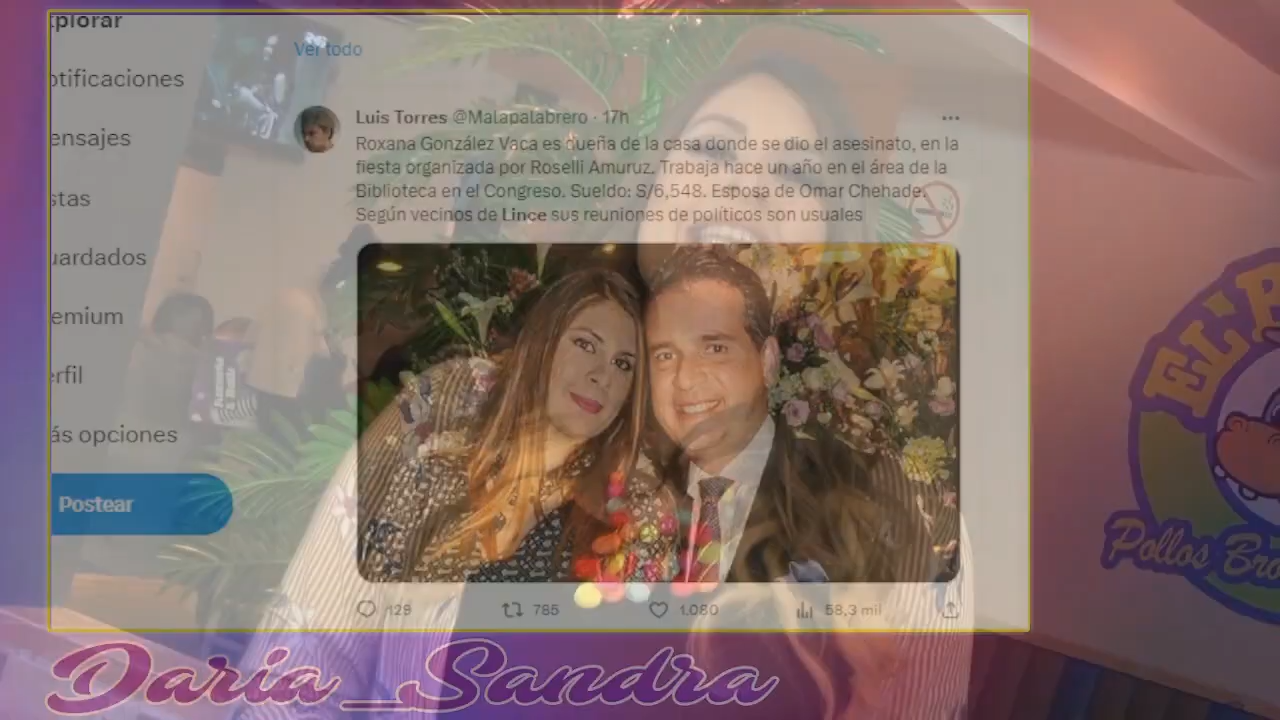 xplorar
Ver todo
otificaciones
ensajes
stas
uardados
emium
erfil
ás opciones
Postear
Luis Torres @Malapalabrero · 17h
Roxana González Vaca es dueña de la casa donde se dio el asesinato, en la
fiesta organizada por Roselli Amuruz. Trabaja hace un año en el área de la
Biblioteca en el Congreso. Sueldo: S/6,548. Esposa de Omar Chehade.
Según vecinos de Lince sus reuniones de políticos son usuales
129 785 1.080 58,3 mil
EL'P
Pollos Bro
Daria_Sandra